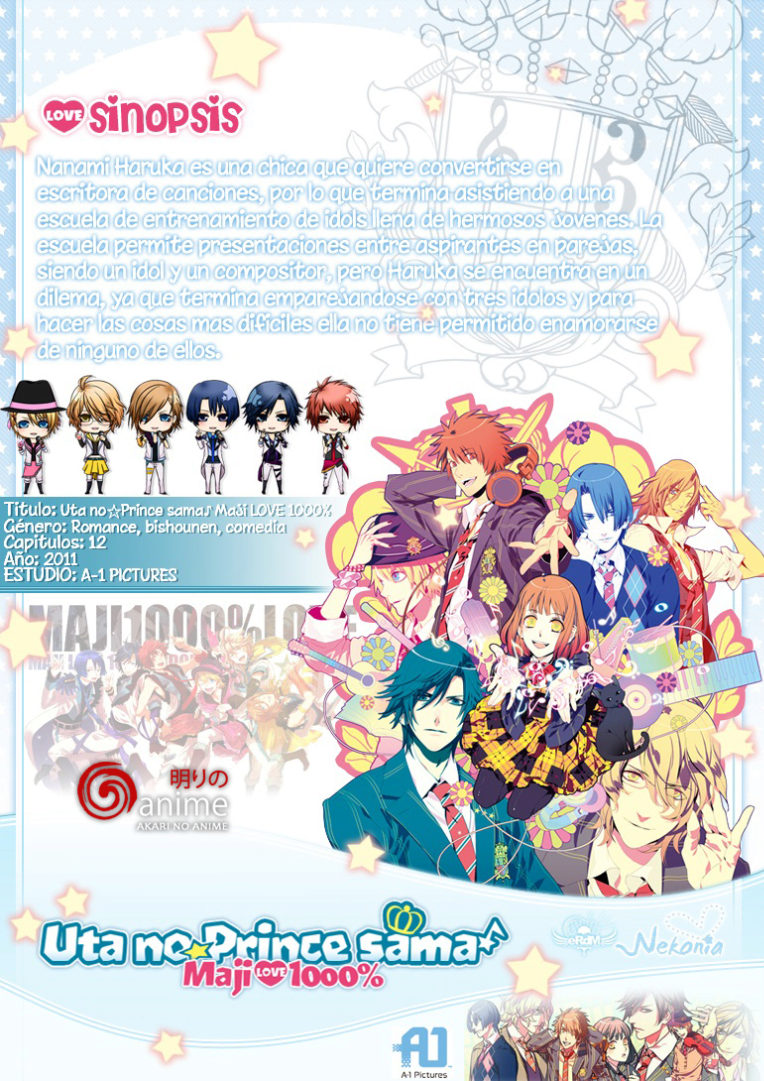 LOVE SINOPSIS
Nanami Haruka es una chica que quiere convertirse en
escritora de canciones, por lo que termina asistiendo a una
escuela de entrenamiento de idols llena de hermosos jovenes. La
escuela permite presentaciones entre aspirantes en parejas,
siendo un idol y un compositor, pero Haruka se encuentra en un
dilema, ya que termina emparejandose con tres idolos y para
hacer las cosas mas dificiles ella no tiene permitido enamorarse
de ninguno de ellos.
Titulo: Uta no☆Prince sama♪ Maji LOVE 1000%
Género: Romance, bishounen, comedia
Capitulos: 12
Año: 2011
ESTUDIO: A-1 PICTURES
MAJI1000%LOVE
明りの
anime
AKARI NO ANIME
Uta no☆Prince sama♪
Maji LOVE 1000%
eRdM
Nekonia
A1
A-1 Pictures